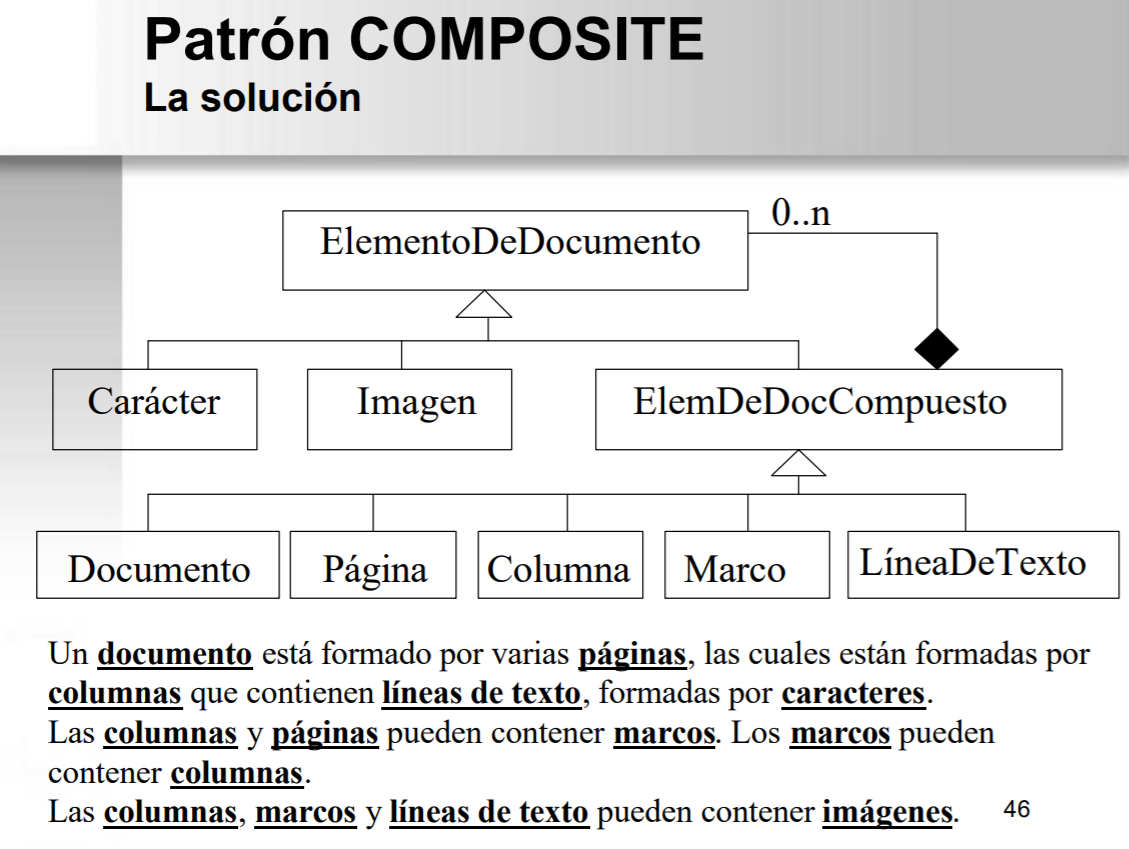 Patrón COMPOSITE
La solución
0..n
ElementoDeDocumento
Carácter
Imagen
ElemDeDocCompuesto
Documento
Página
Columna
Marco
LíneaDeTexto
Un documento está formado por varias páginas, las cuales están formadas por
columnas que contienen líneas de texto, formadas por caracteres.
Las columnas y páginas pueden contener marcos. Los marcos pueden
contener columnas.
Las columnas, marcos y líneas de texto pueden contener imágenes.
46